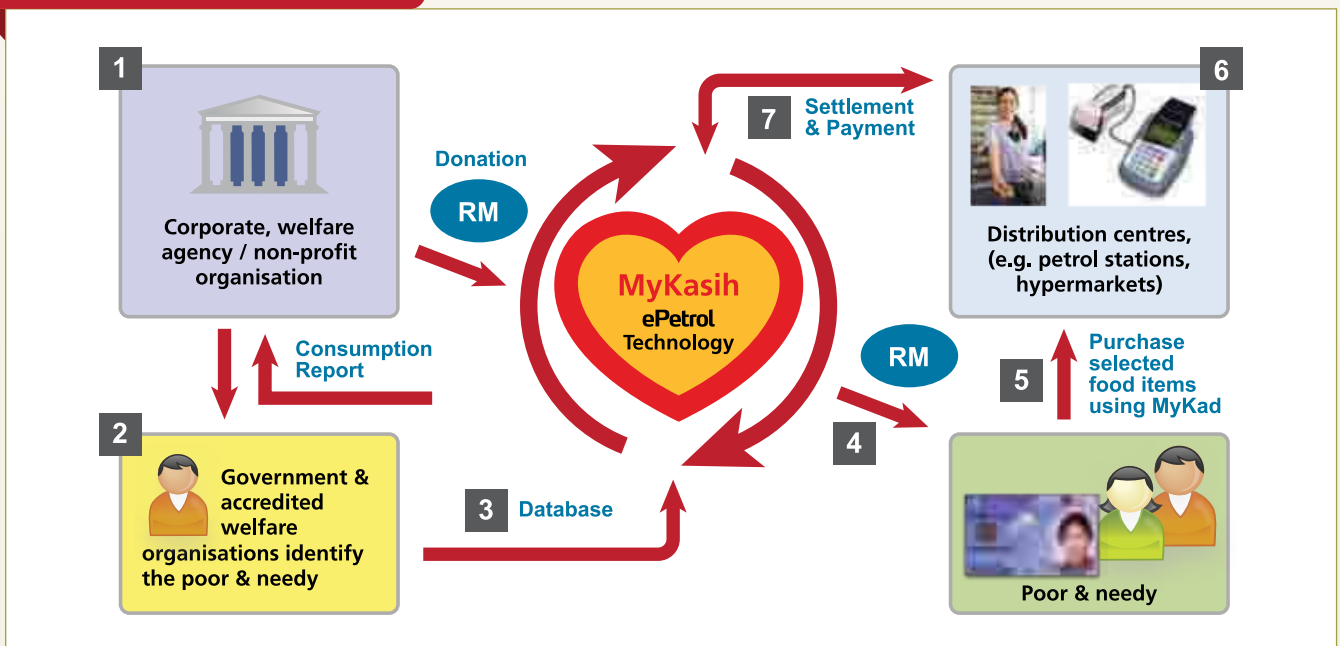 1
Corporate, welfare
agency / non-profit
organisation
Donation
RM
Consumption
Report
2
Government &
accredited
welfare
organisations identify
the poor & needy
3
Database
MyKasih
ePetrol
Technology
7
Settlement
& Payment
RM
4
6
Distribution centres,
(e.g. petrol stations,
hypermarkets)
5
Purchase
selected
food items
using MyKad
Poor & needy